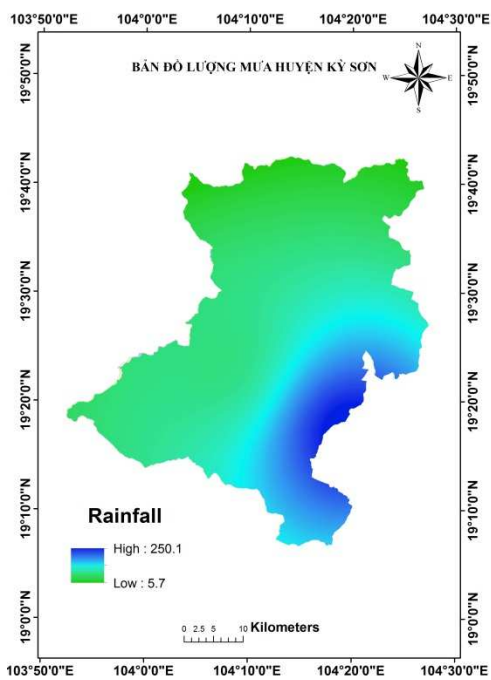 103°50'0"E 104°0'0"E 104°10'0"E 104°20'0"E 104°30'0"E
BẢN ĐỒ LƯỢNG MƯA HUYỆN KỲ SƠN
N
W E
S
19°50'0"N 19°50'0"N
19°40'0"N 19°40'0"N
19°30'0"N 19°30'0"N
19°20'0"N 19°20'0"N
19°10'0"N 19°10'0"N
Rainfall
High : 250.1
Low : 5.7
19°0'0"N 19°0'0"N
0 2.5 5 10 Kilometers
103°50'0"E 104°0'0"E 104°10'0"E 104°20'0"E 104°30'0"E